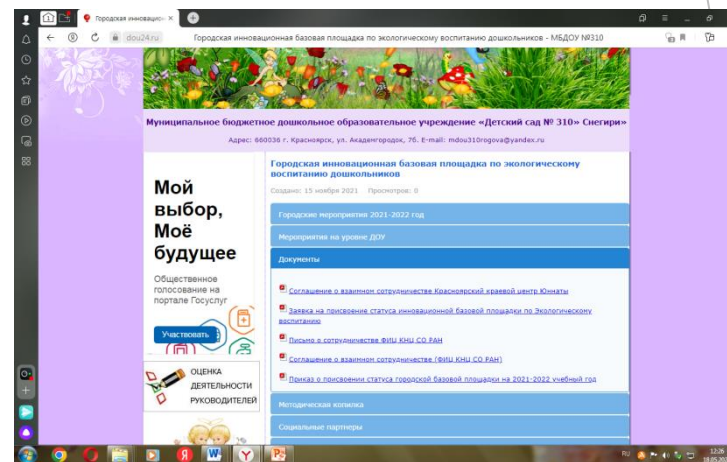 Городская инновацион
dou24.ru
Городская инновационная базовая площадка по экологическому воспитанию дошкольников - МБДОУ №310
Муниципальное бюджетное дошкольное образовательное учреждение «Детский сад № 310» Снегири»
Адрес: 660036 г. Красноярск, ул. Академгородок, 7б. E-mail: mdou310rogova@yandex.ru
Мой
выбор,
Моё
будущее
Общественное
голосование на
портале Госуслуг
Участвовать
ОЦЕНКА
ДЕЯТЕЛЬНОСТИ
РУКОВОДИТЕЛЕЙ
Городская инновационная базовая площадка по экологическому
воспитанию дошкольников
Создано: 15 ноября 2021 Просмотров: 0
Городские мероприятия 2021-2022 год
Мероприятия на уровне ДОУ
Документы
Соглашение о взаимном сотрудничестве Красноярский краевой центр Юннаты
Заявка на присвоение статуса инновационной базовой площадки по Экологическому
воспитанию
Письмо о сотрудничестве ФИЦ КНЦ СО РАН
Соглашение о взаимном сотрудничестве (ФИЦ КНЦ СО РАН)
Приказ о присвоении статуса городской базовой площадки на 2021-2022 учебный год
Методическая копилка
Социальные партнеры
RU
12:06